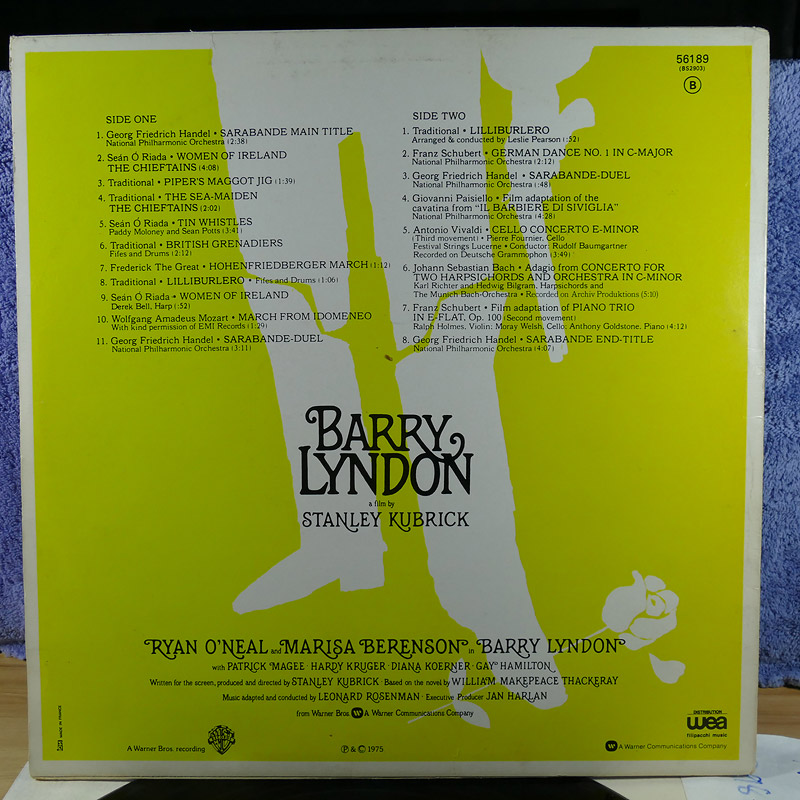 56189
(BS2903)
B
SIDE ONE
1. Georg Friedrich Handel • SARABANDE MAIN TITLE
National Philharmonic Orchestra (2:38)
2. Seán Ó Riada • WOMEN OF IRELAND
THE CHIEFTAINS (4:08)
3. Traditional • PIPER'S MAGGOT JIG (1:39)
4. Traditional • THE SEA-MAIDEN
THE CHIEFTAINS (2:02)
5. Seán Ó Riada • TIN WHISTLES
Paddy Moloney and Sean Potts (3:41)
6. Traditional • BRITISH GRENADIERS
Fifes and Drums (2:12)
7. Frederick The Great • HOHENFRIEDBERGER MARCH (1:12)
8. Traditional • LILLIBURLERO • Fifes and Drums (1:06)
9. Seán Ó Riada • WOMEN OF IRELAND
Derek Bell, Harp (:52)
10. Wolfgang Amadeus Mozart • MARCH FROM IDOMENEO
With kind permission of EMI Records (1:29)
11. Georg Friedrich Handel • SARABANDE-DUEL
National Philharmonic Orchestra (3:11)
SIDE TWO
1. Traditional • LILLIBURLERO
Arranged & conducted by Leslie Pearson (:52)
2. Franz Schubert • GERMAN DANCE NO. 1 IN C-MAJOR
National Philharmonic Orchestra (2:12)
3. Georg Friedrich Handel • SARABANDE-DUEL
National Philharmonic Orchestra (:48)
4. Giovanni Paisiello • Film adaptation of the
cavatina from "IL BARBIERE DI SIVIGLIA"
National Philharmonic Orchestra (4:28)
5. Antonio Vivaldi • CELLO CONCERTO E-MINOR
(Third movement) • Pierre Fournier, Cello
Festival Strings Lucerne • Conductor: Rudolf Baumgartner
Recorded on Deutsche Grammophon (3:49)
6. Johann Sebastian Bach • Adagio from CONCERTO FOR
TWO HARPSICHORDS AND ORCHESTRA IN C-MINOR
Karl Richter and Hedwig Bilgram, Harpsichords and
The Munich Bach-Orchestra • Recorded on Archiv Produktions (5:10)
7. Franz Schubert • Film adaptation of PIANO TRIO
IN E-FLAT, Op. 100 (Second movement)
Ralph Holmes, Violin; Moray Welsh, Cello; Anthony Goldstone, Piano (4:12)
8. Georg Friedrich Handel • SARABANDE END-TITLE
National Philharmonic Orchestra (4:07)
BARRY
LYNDON
a film by
STANLEY KUBRICK
RYAN O'NEAL and MARISA BERENSON in BARRY LYNDON
with PATRICK MAGEE · HARDY KRUGER · DIANA KOERNER · GAY HAMILTON
Written for the screen, produced and directed by STANLEY KUBRICK · Based on the novel by WILLIAM MAKEPEACE THACKERAY
Music adapted and conducted by LEONARD ROSENMAN · Executive Producer JAN HARLAN
from Warner Bros. A Warner Communications Company
MADE IN FRANCE
A Warner Bros. recording
WB
℗ & © 1975
DISTRIBUTION
wea
filipacchi music
A Warner Communications Company